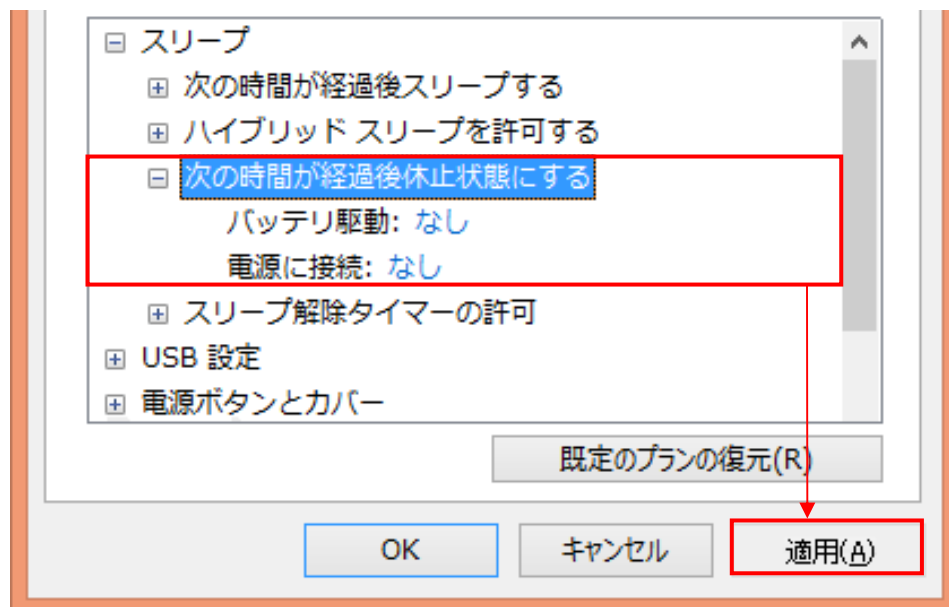 スリープ
次の時間が経過後スリープする
ハイブリッド スリープを許可する
次の時間が経過後休止状態にする
バッテリ駆動: なし
電源に接続: なし
スリープ解除タイマーの許可
USB 設定
電源ボタンとカバー
既定のプランの復元(R)
OK キャンセル 適用(A)